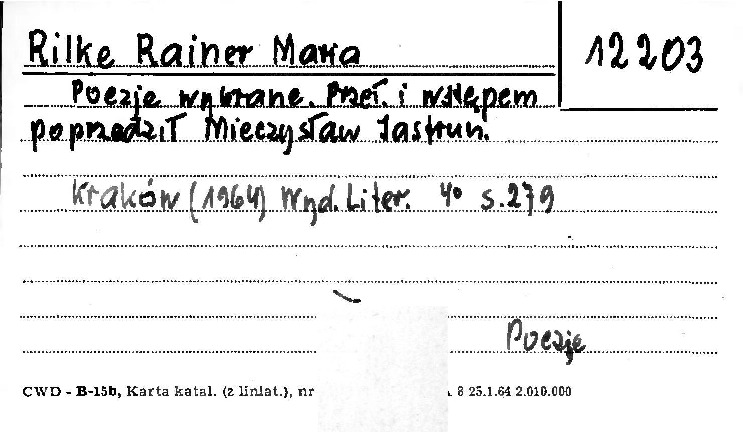 Rilke Rainer Maria
12203
Poezje wybrane. Przeł. i wstępem
poprzedził Mieczysław Jastrun.
Kraków (1964) Wyd. Liter. 4° s. 279
Poezje
CWD - B-15b, Karta katal. (z liniat.), nr
8 25.1.64 2.010.000